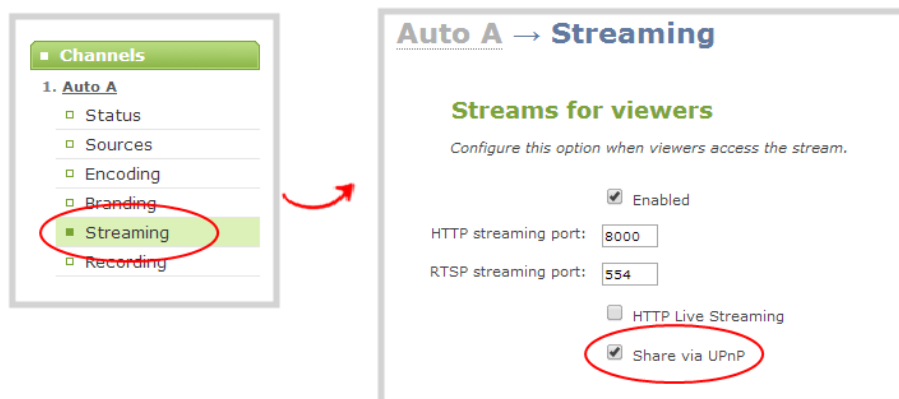 Channels
1. Auto A
Status
Sources
Encoding
Branding
Streaming
Recording
Auto A → Streaming
Streams for viewers
Configure this option when viewers access the stream.
Enabled
HTTP streaming port: 8000
RTSP streaming port: 554
HTTP Live Streaming
Share via UPnP